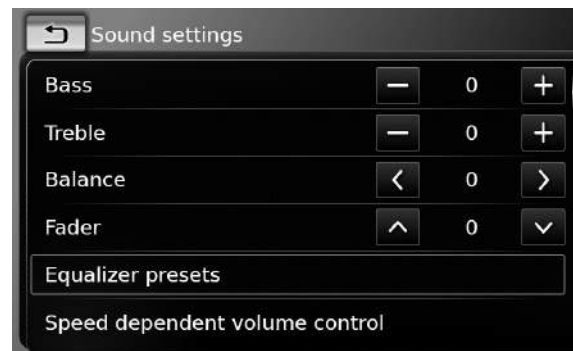 Sound settings
Bass − 0 +
Treble − 0 +
Balance < 0 >
Fader ^ 0 v
Equalizer presets
Speed dependent volume control